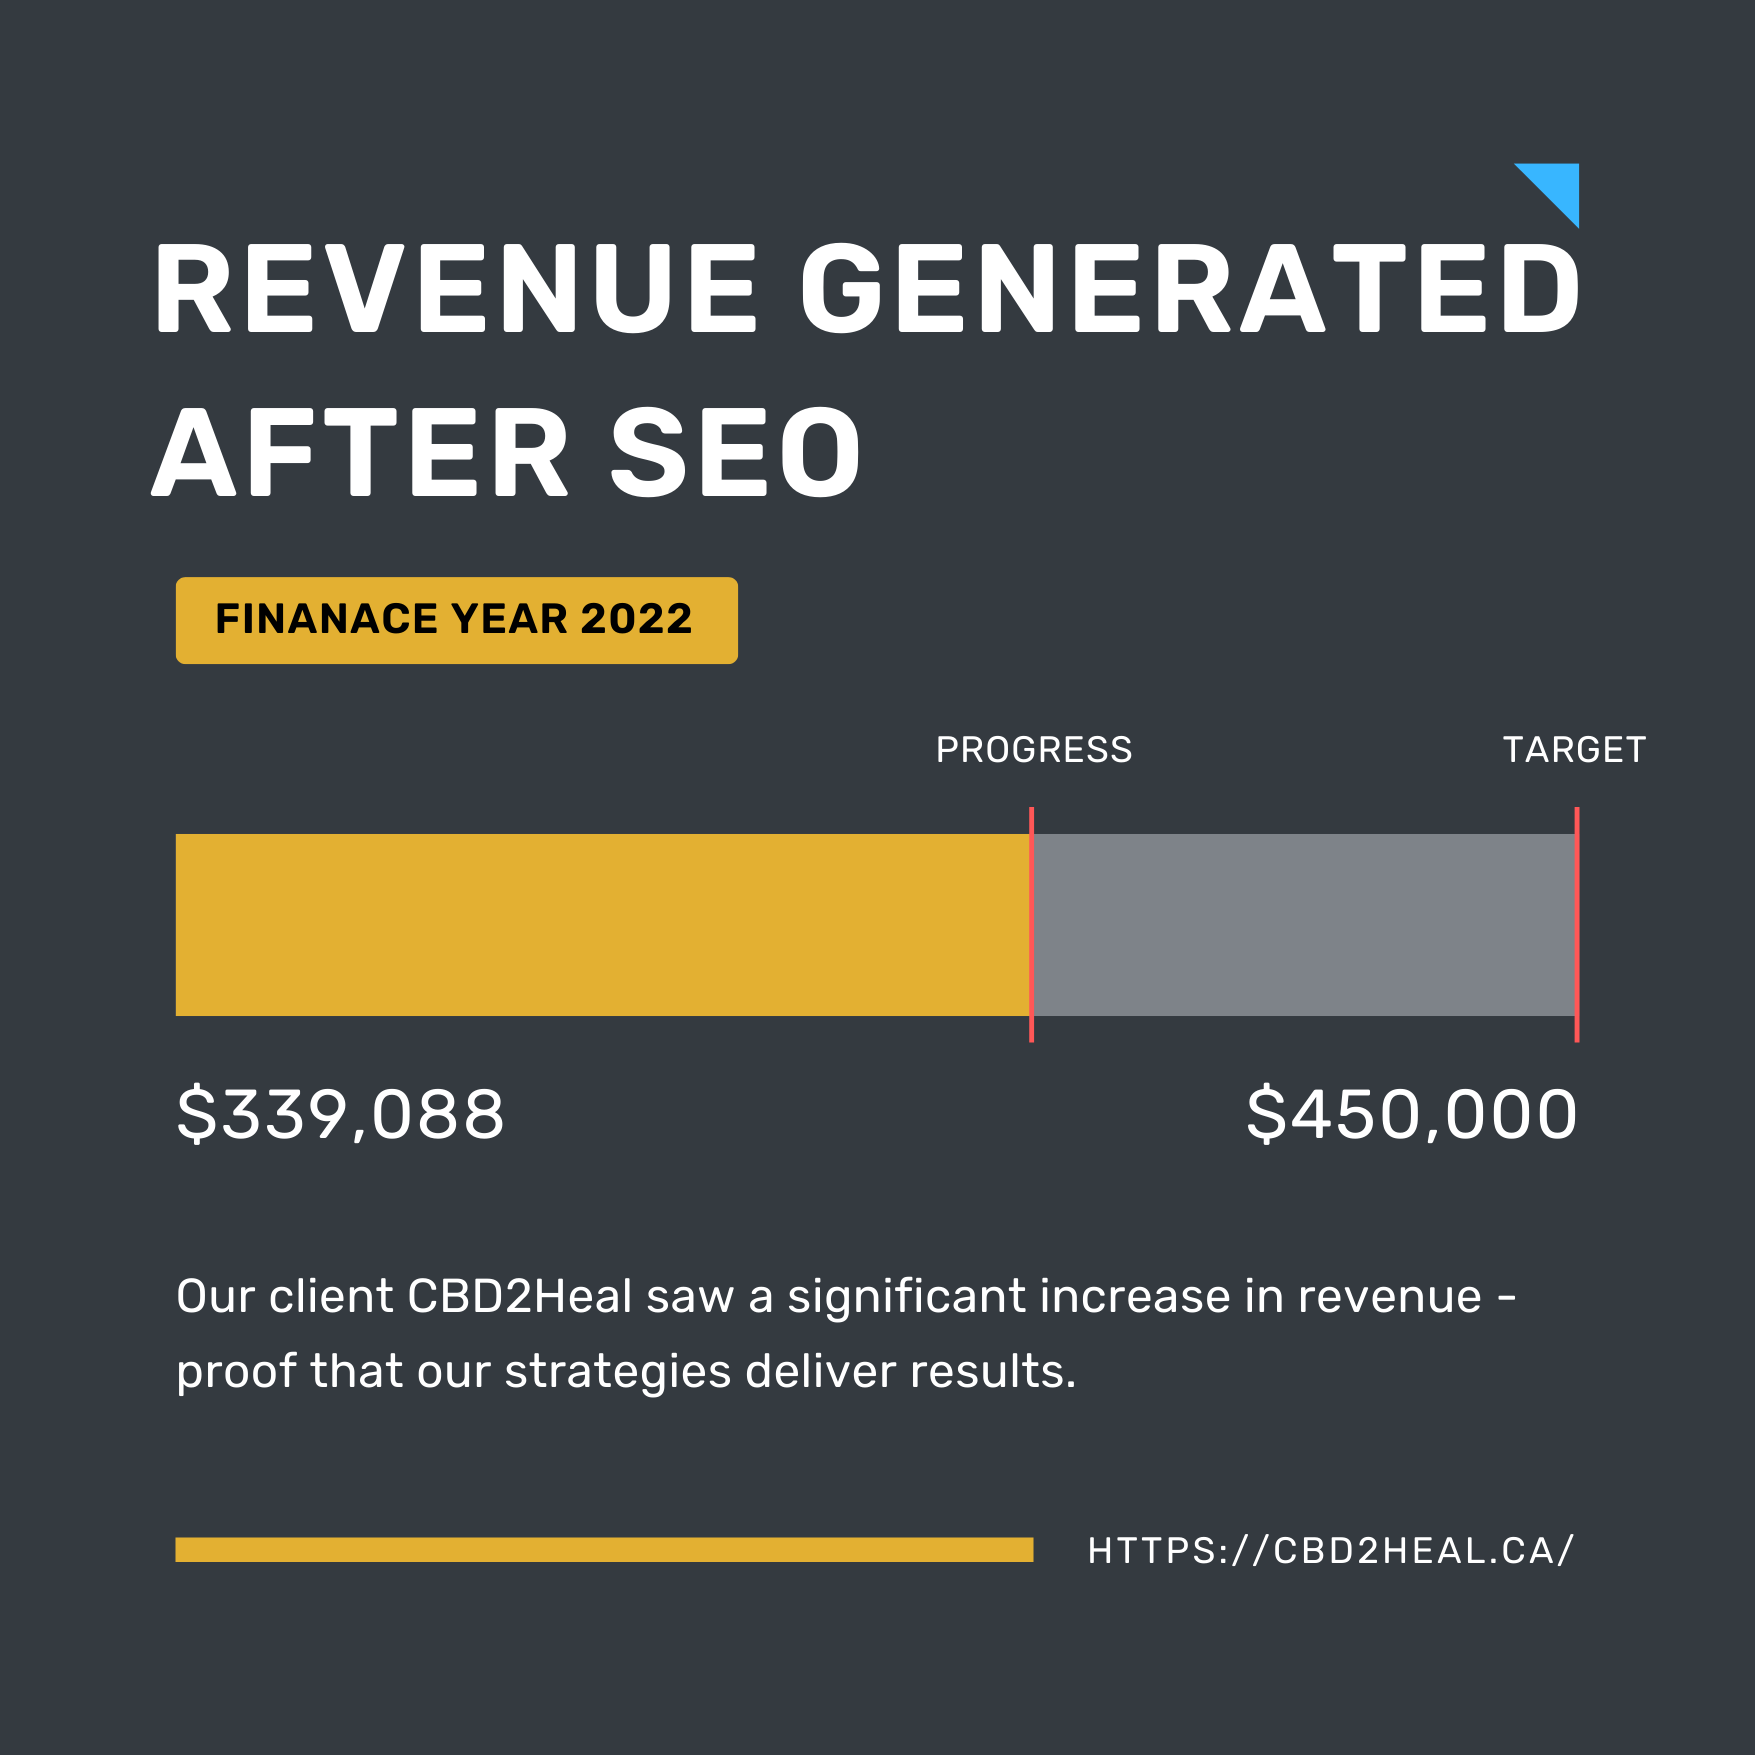 REVENUE GENERATED
AFTER SEO
FINANACE YEAR 2022
PROGRESS
TARGET
$339,088
$450,000
Our client CBD2Heal saw a significant increase in revenue -
proof that our strategies deliver results.
HTTPS://CBD2HEAL.CA/